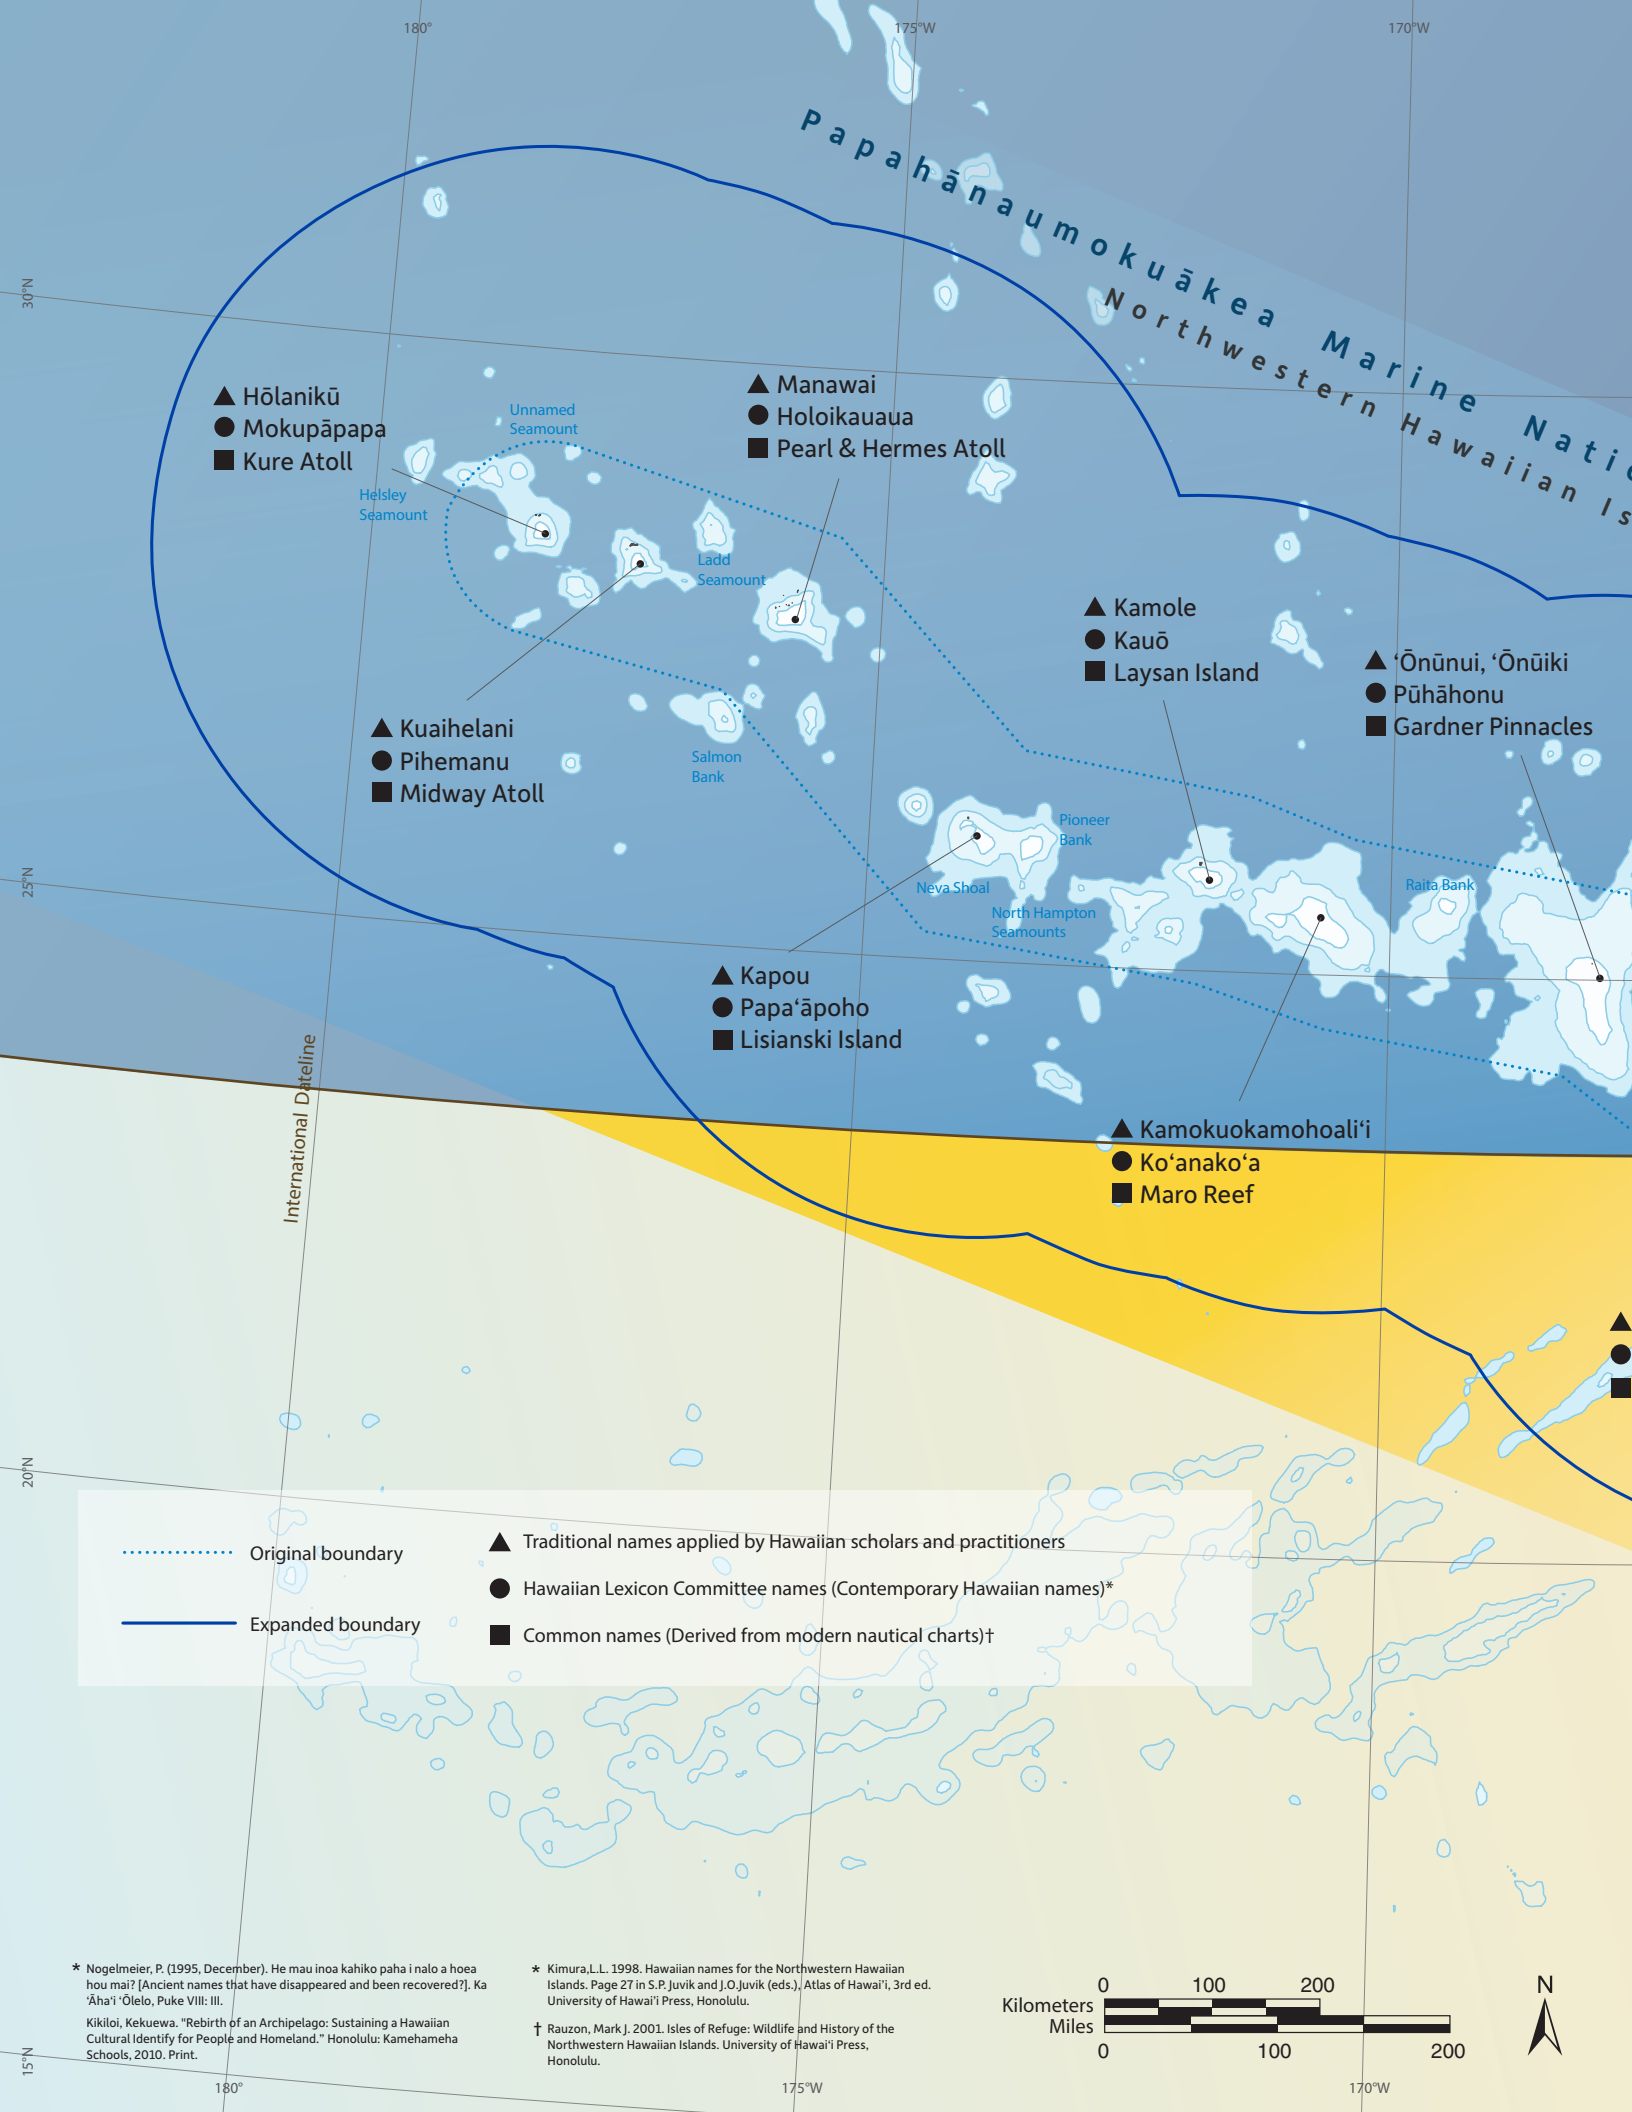 180°
175°W
170°W
Papahānaumokuākea Marine Natio
Northwestern Hawaiian Is
30°N
▲ Hōlanikū
● Mokupāpapa
■ Kure Atoll
Unnamed
Seamount
Helsley
Seamount
▲ Manawai
● Holoikauaua
■ Pearl & Hermes Atoll
Ladd
Seamount
▲ Kamole
● Kauō
■ Laysan Island
▲ ʻŌnūnui, ʻŌnūiki
● Pūhāhonu
■ Gardner Pinnacles
▲ Kuaihelani
● Pihemanu
■ Midway Atoll
Salmon
Bank
Pioneer
Bank
Neva Shoal
North Hampton
Seamounts
Raita Bank
25°N
▲ Kapou
● Papaʻāpoho
■ Lisianski Island
International Dateline
▲ Kamokuokamohoaliʻi
● Koʻanakoʻa
■ Maro Reef
▲
●
■
20°N
Original boundary
Expanded boundary
▲ Traditional names applied by Hawaiian scholars and practitioners
● Hawaiian Lexicon Committee names (Contemporary Hawaiian names)*
■ Common names (Derived from modern nautical charts)†
* Nogelmeier, P. (1995, December). He mau inoa kahiko paha i nalo a hoea
hou mai? [Ancient names that have disappeared and been recovered?]. Ka
ʻĀhaʻi ʻŌlelo, Puke VIII: III.
Kikiloi, Kekuewa. "Rebirth of an Archipelago: Sustaining a Hawaiian
Cultural Identify for People and Homeland." Honolulu: Kamehameha
Schools, 2010. Print.
* Kimura,L.L. 1998. Hawaiian names for the Northwestern Hawaiian
Islands. Page 27 in S.P. Juvik and J.O.Juvik (eds.), Atlas of Hawai'i, 3rd ed.
University of Hawai'i Press, Honolulu.
† Rauzon, Mark J. 2001. Isles of Refuge: Wildlife and History of the
Northwestern Hawaiian Islands. University of Hawaiʻi Press,
Honolulu.
0 100 200
Kilometers
Miles
0 100 200
N
15°N
180°
175°W
170°W